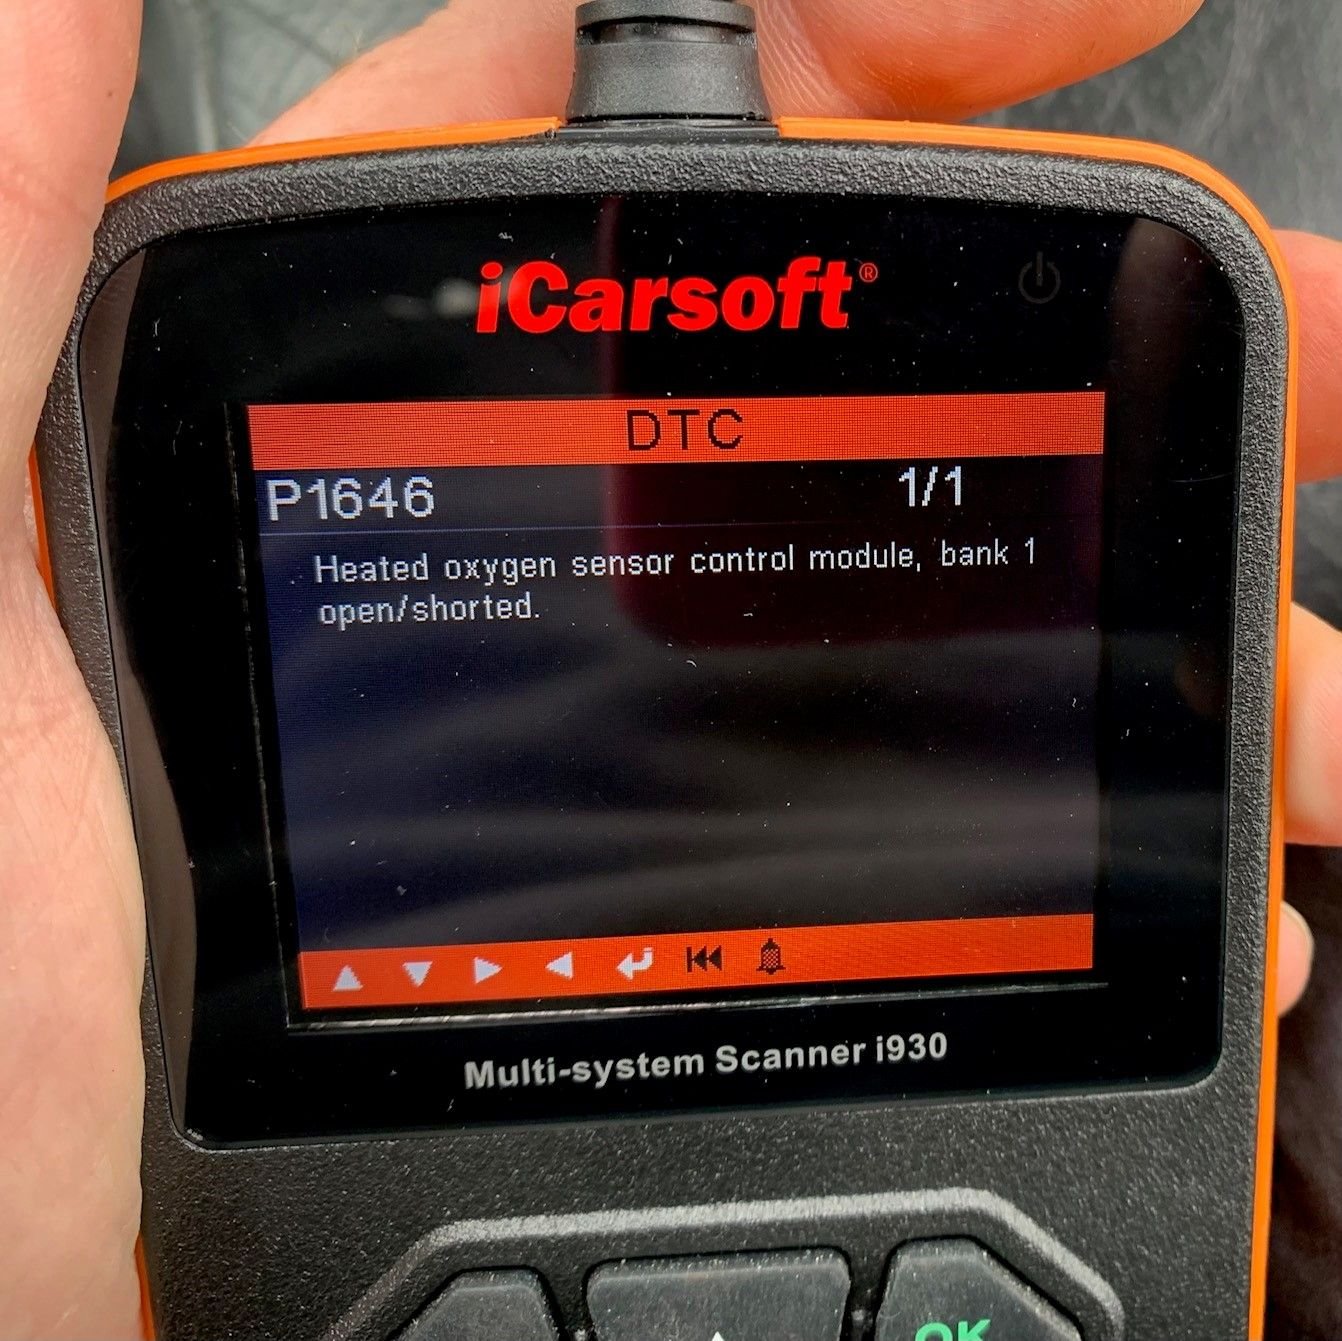 iCarsoft®
DTC
P1646 1/1
Heated oxygen sensor control module, bank 1
open/shorted.
Multi-system Scanner i930
OK